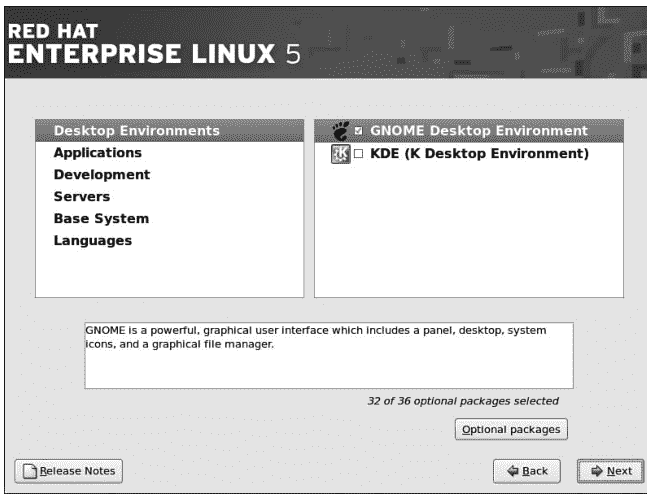 RED HAT
ENTERPRISE LINUX 5
Desktop Environments
Applications
Development
Servers
Base System
Languages
GNOME Desktop Environment
KDE (K Desktop Environment)
GNOME is a powerful, graphical user interface which includes a panel, desktop, system
icons, and a graphical file manager.
32 of 36 optional packages selected
Optional packages
Release Notes
Back
Next